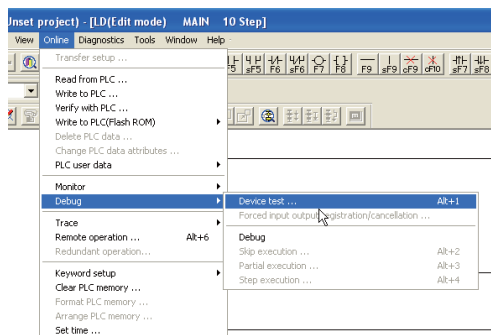 Unset project) - [LD(Edit mode) MAIN 10 Step]
View Online Diagnostics Tools Window Help
F5 sF5 F6 sF6 F7 F8 F9 sF9 cF9 cF10 sF7 sF8
Transfer setup ...
Read from PLC ...
Write to PLC ...
Verify with PLC ...
Write to PLC(Flash ROM)
Delete PLC data ...
Change PLC data attributes ...
PLC user data
Monitor
Debug
Device test ... Alt+1
Forced input output registration/cancellation ...
Debug
Skip execution ... Alt+2
Partial execution ... Alt+3
Step execution ... Alt+4
Trace
Remote operation ... Alt+6
Redundant operation...
Keyword setup
Clear PLC memory ...
Format PLC memory ...
Arrange PLC memory ...
Set time ...